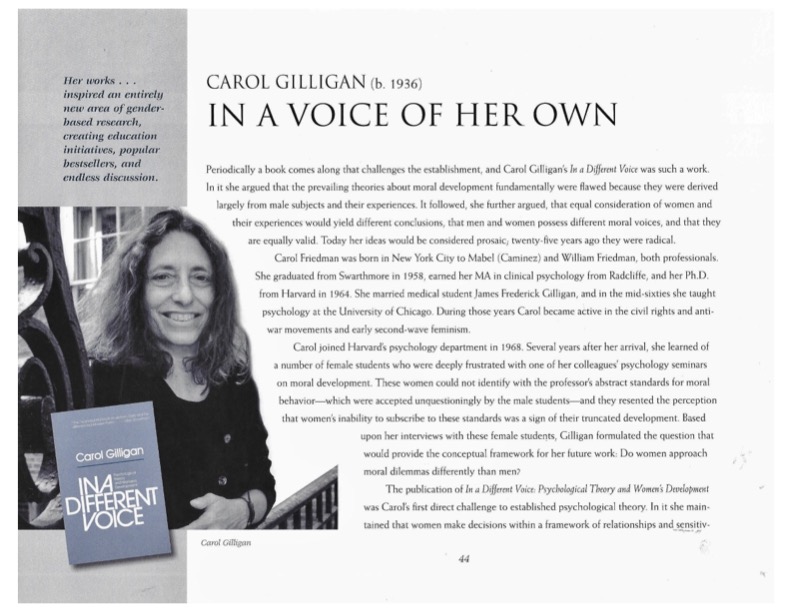 Her works . . .
inspired an entirely
new area of gender-
based research,
creating education
initiatives, popular
bestsellers, and
endless discussion.
CAROL GILLIGAN (b. 1936)
IN A VOICE OF HER OWN
Periodically a book comes along that challenges the establishment, and Carol Gilligan's In a Different Voice was such a work.
In it she argued that the prevailing theories about moral development fundamentally were flawed because they were derived
largely from male subjects and their experiences. It followed, she further argued, that equal consideration of women and
their experiences would yield different conclusions, that men and women possess different moral voices, and that they
are equally valid. Today her ideas would be considered prosaic; twenty-five years ago they were radical.
Carol Friedman was born in New York City to Mabel (Caminez) and William Friedman, both professionals.
She graduated from Swarthmore in 1958, earned her MA in clinical psychology from Radcliffe, and her Ph.D.
from Harvard in 1964. She married medical student James Frederick Gilligan, and in the mid-sixties she taught
psychology at the University of Chicago. During those years Carol became active in the civil rights and anti-
war movements and early second-wave feminism.
Carol joined Harvard's psychology department in 1968. Several years after her arrival, she learned of
a number of female students who were deeply frustrated with one of her colleagues' psychology seminars
on moral development. These women could not identify with the professor's abstract standards for moral
behavior—which were accepted unquestioningly by the male students—and they resented the perception
that women's inability to subscribe to these standards was a sign of their truncated development. Based
upon her interviews with these female students, Gilligan formulated the question that
would provide the conceptual framework for her future work: Do women approach
moral dilemmas differently than men?
The publication of In a Different Voice: Psychological Theory and Women's Development
was Carol's first direct challenge to established psychological theory. In it she main-
tained that women make decisions within a framework of relationships and sensitiv-
Carol Gilligan
IN A
DIFFERENT
VOICE
Carol Gilligan
44